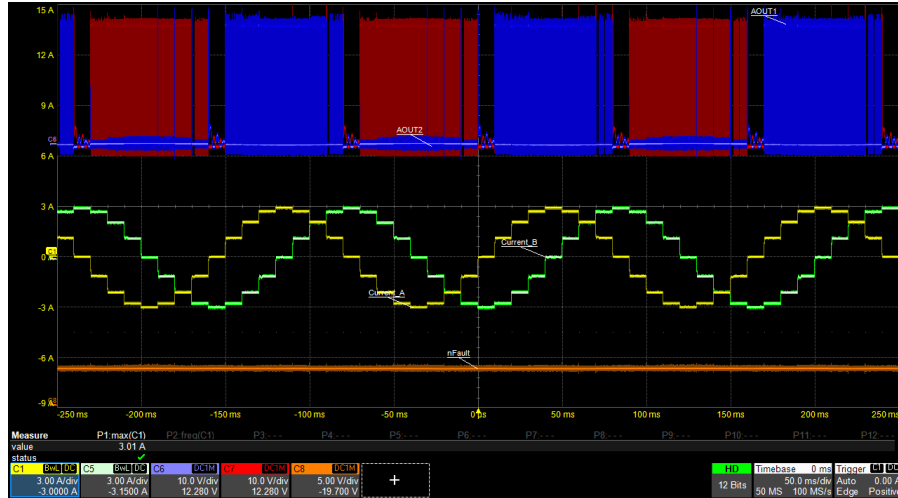 15 A
AOUT1
12 A
9 A
C6
AOUT2
6 A
3 A
C1
Current_B
0 A
Current_A
-3 A
nFault
-6 A
-9 A
-250 ms -200 ms -150 ms -100 ms -50 ms 0 s 50 ms 100 ms 150 ms 200 ms 250 ms
Measure P1:max(C1) P2:freq(C1) P3:- - - P4:- - - P5:- - - P6:- - - P7:- - - P8:- - - P9:- - - P10:- - - P11:- - - P12:- - -
value 3.01 A
status
C1 BwL DC C5 BwL DC C6 DC1M C7 DC1M C8 DC1M HD Timebase 0 ms Trigger C1 DC
3.00 A/div 3.00 A/div 10.0 V/div 10.0 V/div 5.00 V/div + 50.0 ms/div Auto 0.00 A
-3.0000 A -3.1500 A 12.280 V 12.280 V -19.700 V 12 Bits 50 MS 100 MS/s Edge Positive